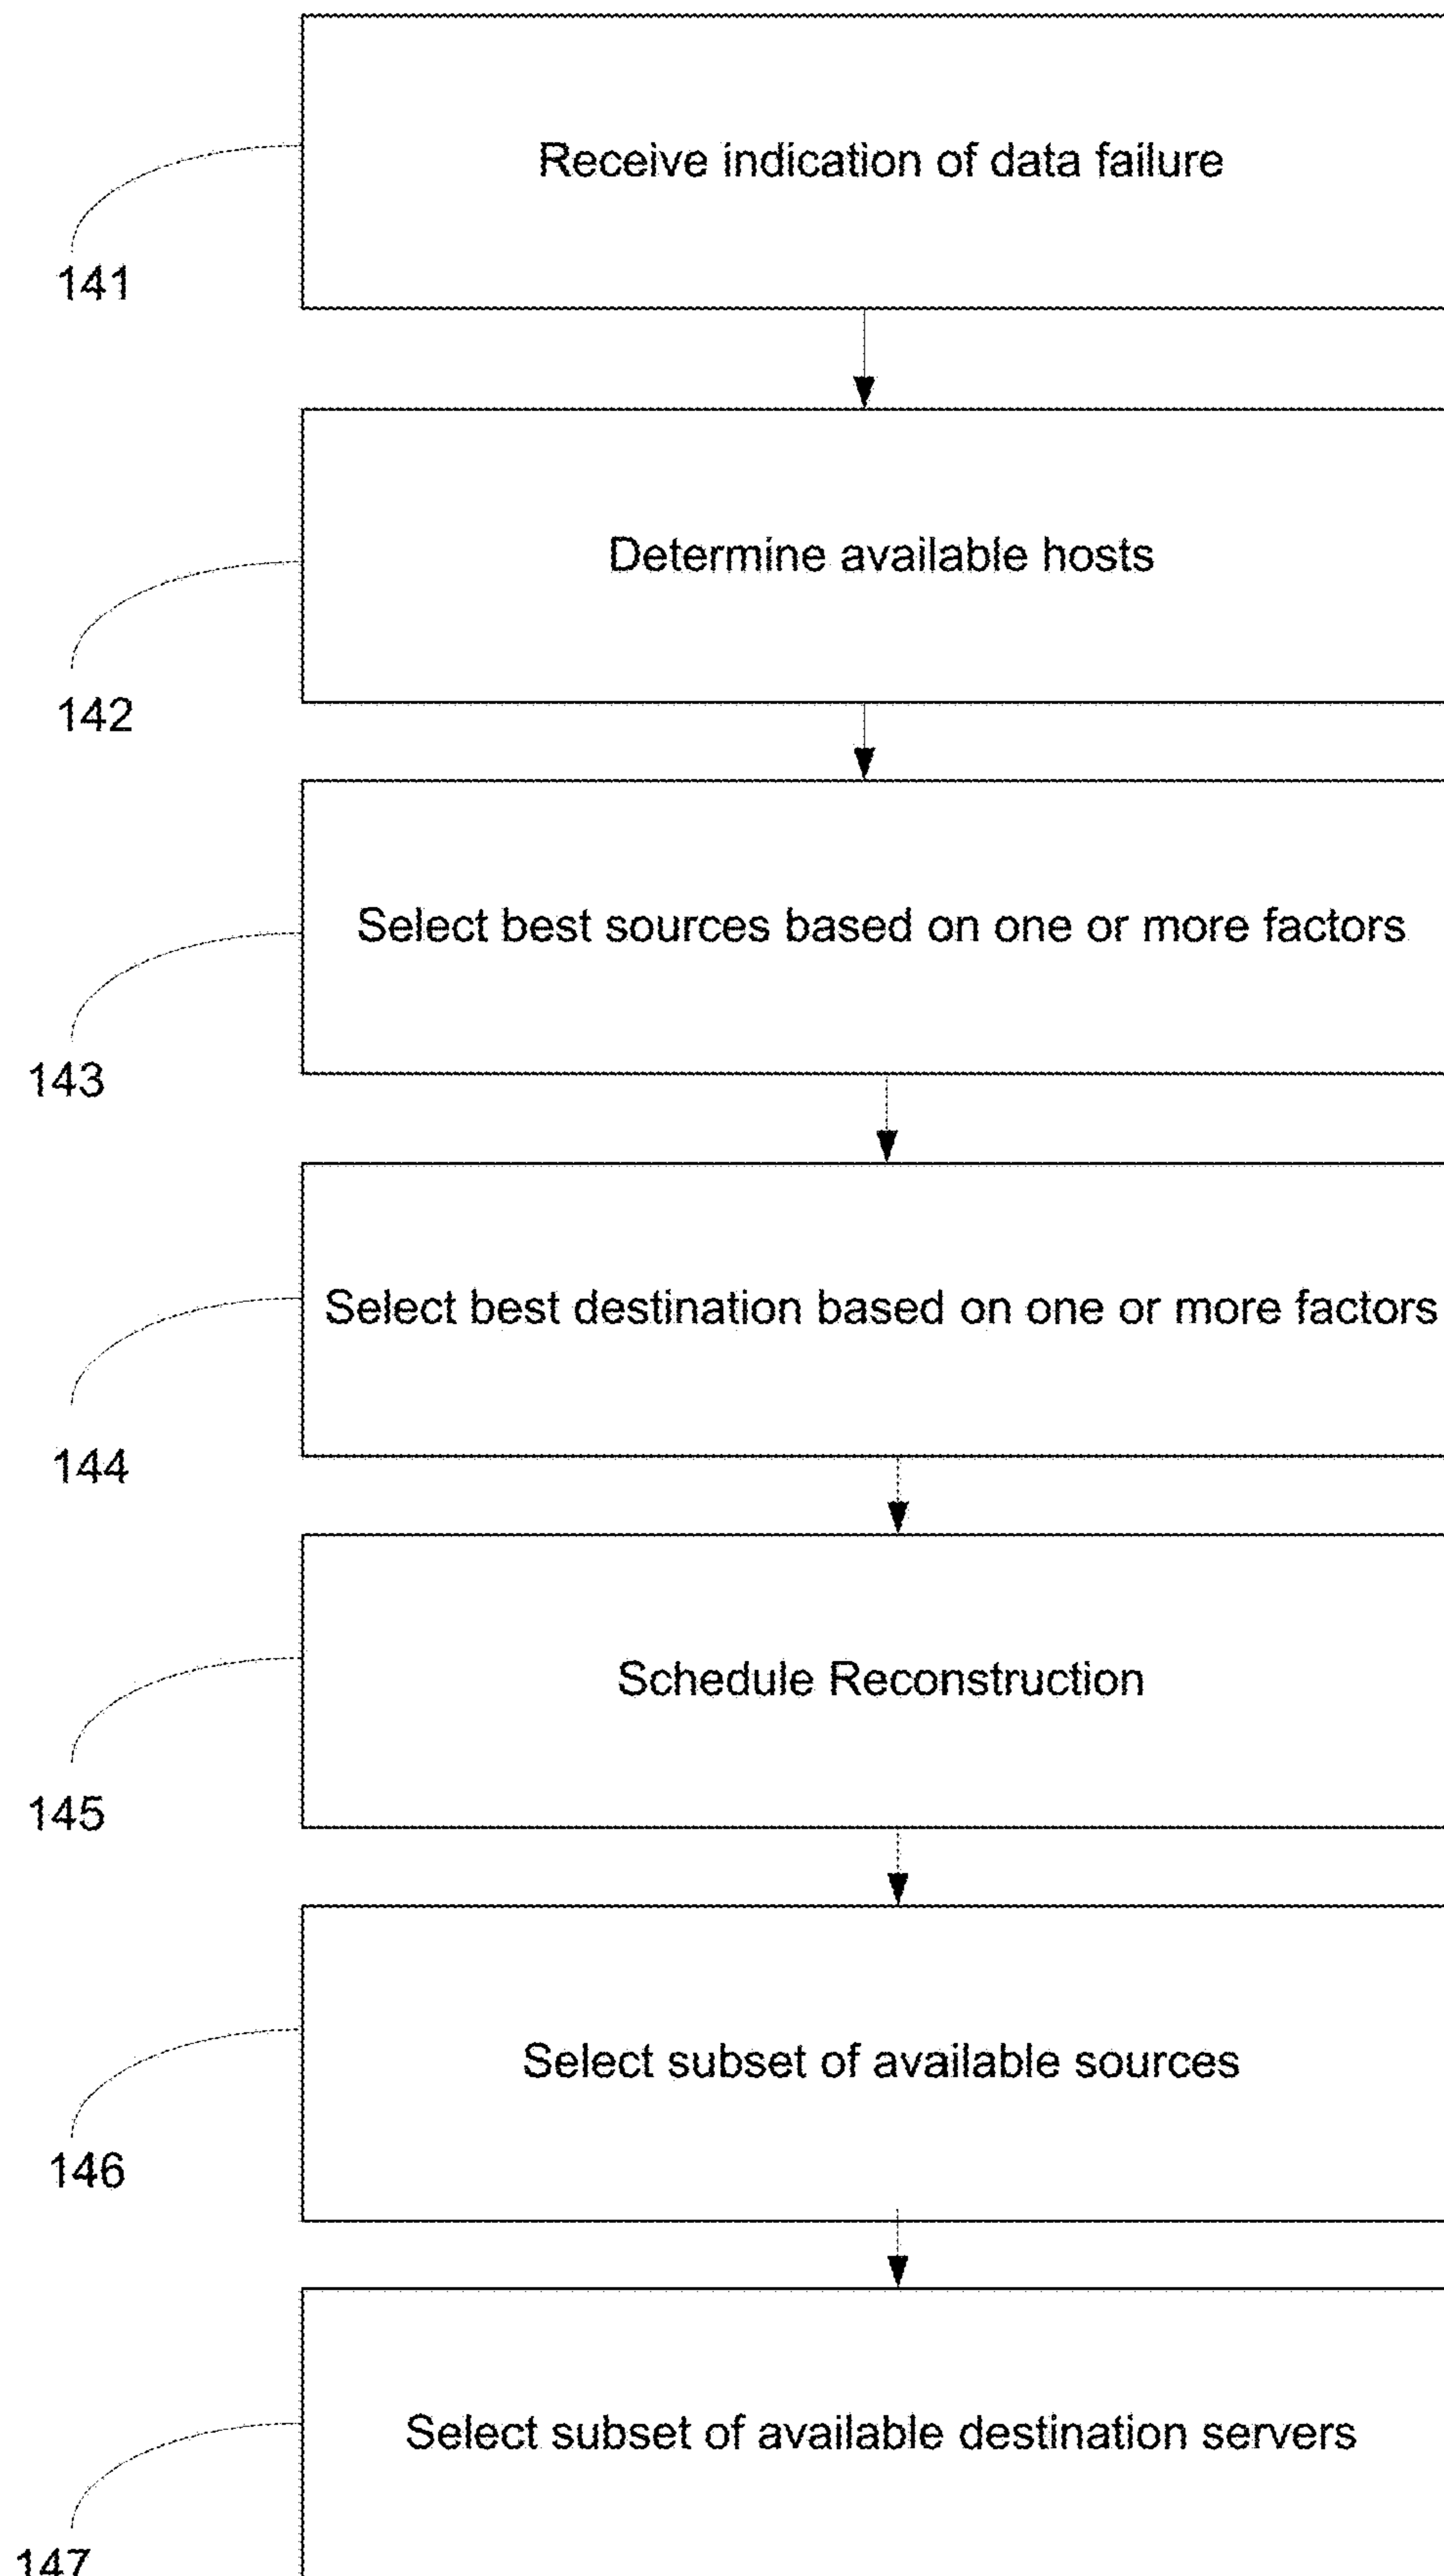 Receive indication of data failure
141
Determine available hosts
142
Select best sources based on one or more factors
143
Select best destination based on one or more factors
144
Schedule Reconstruction
145
Select subset of available sources
146
Select subset of available destination servers
147